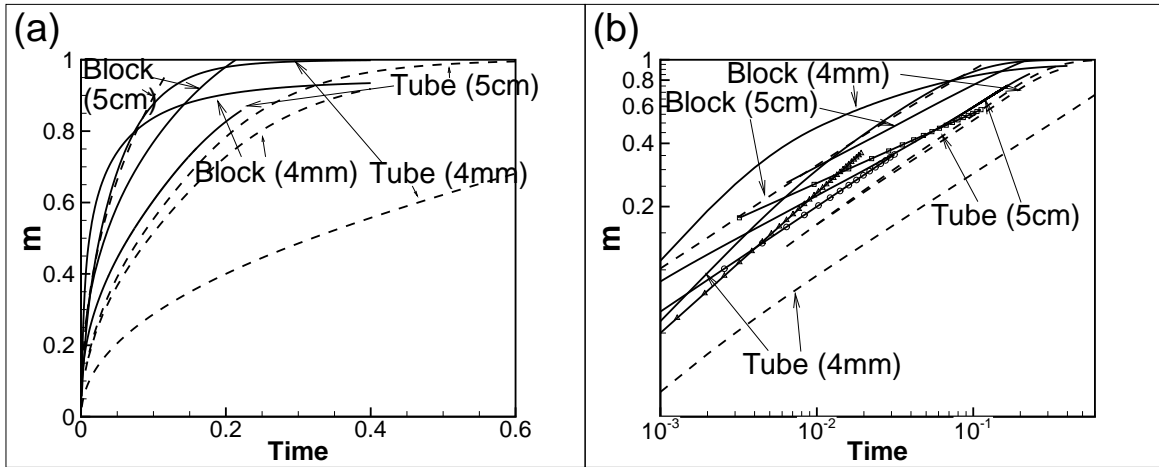 (a)
1
0.8
0.6
0.4
0.2
0
m
0
0.2
0.4
0.6
Time
Block
(5cm)
Tube (5cm)
Block (4mm)
Tube (4mm)
(b)
1
0.8
0.6
0.4
0.2
m
10-3
10-2
10-1
Time
Block (4mm)
Block (5cm)
Tube (5cm)
Tube (4mm)